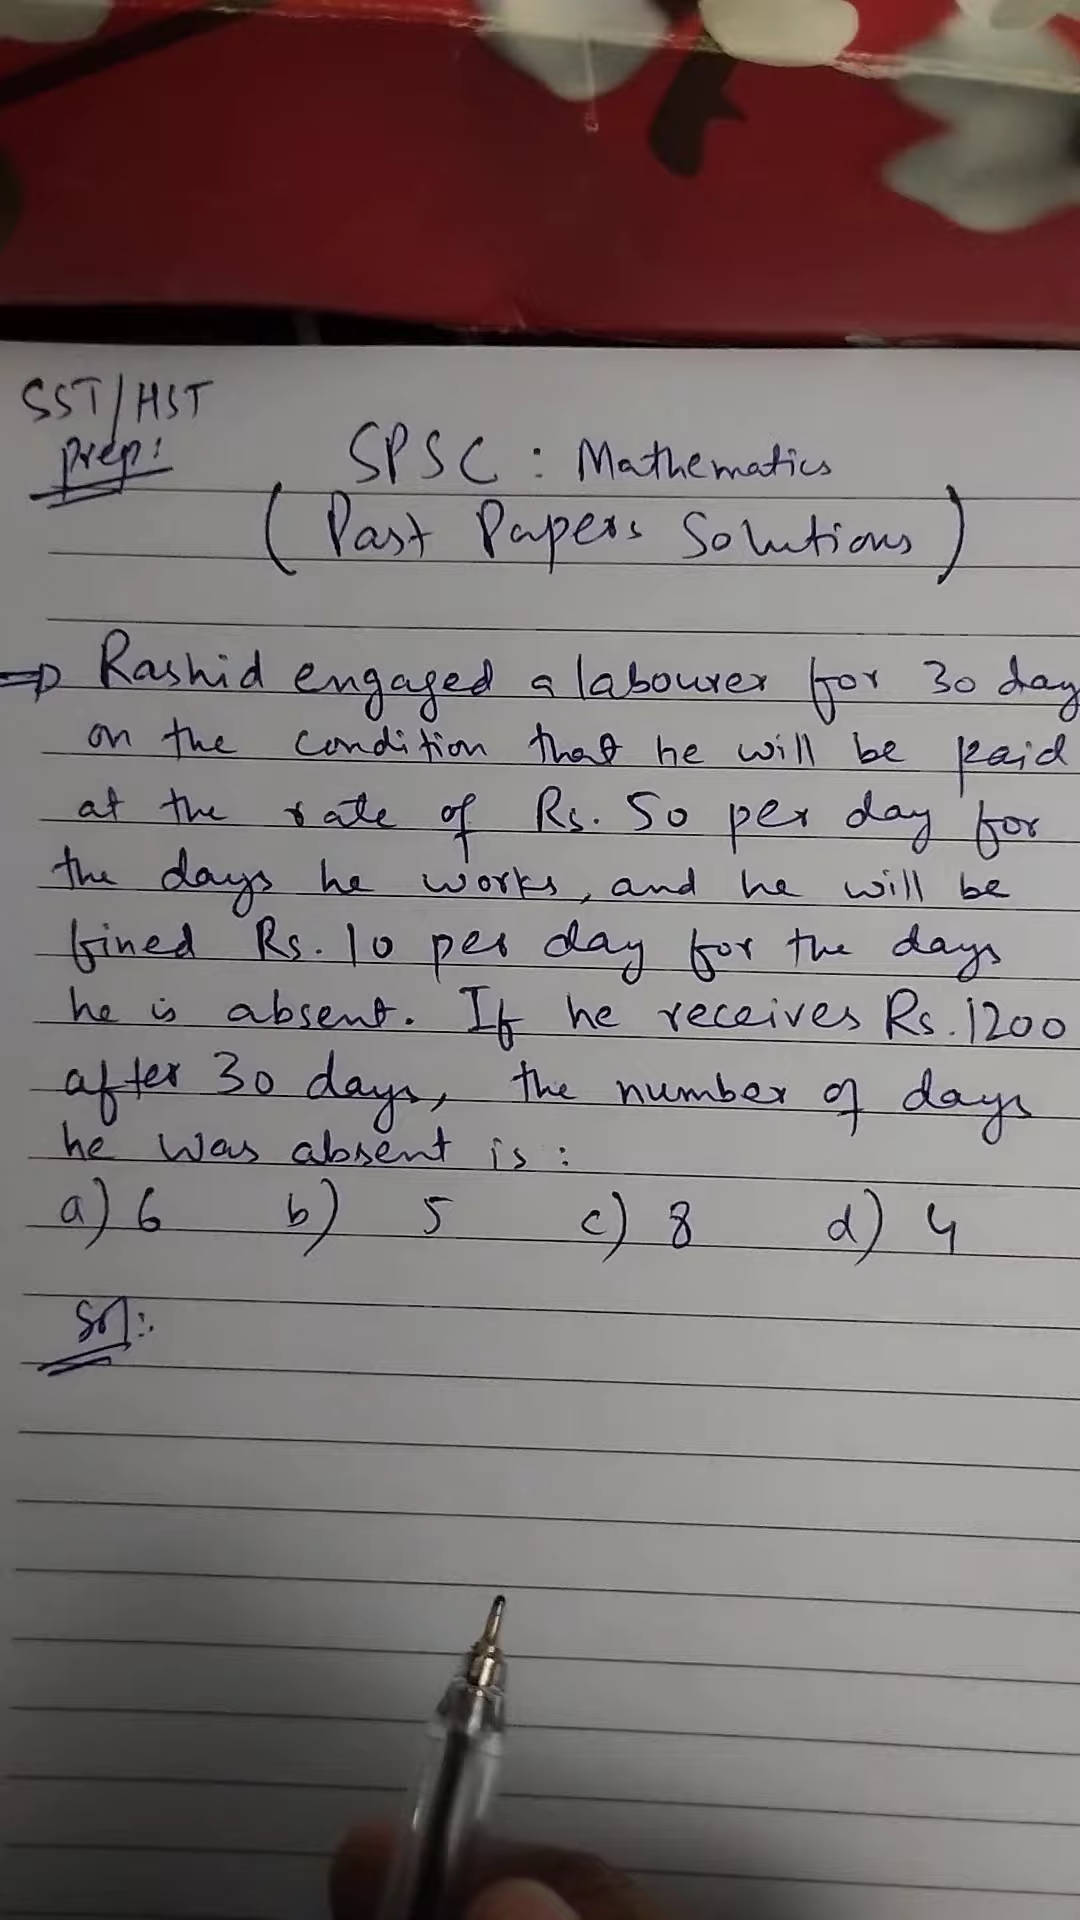 SST/HST
Prep:
SPSC : Mathematics
(Past Papers Solutions)
⇒ Rashid engaged a labourer for 30 day
on the condition that he will be paid
at the rate of Rs. 50 per day for
the days he works, and he will be
fined Rs. 10 per day for the days
he is absent. If he receives Rs. 1200
after 30 days, the number of days
he was absent is :
a) 6 b) 5 c) 8 d) 4
Sol: